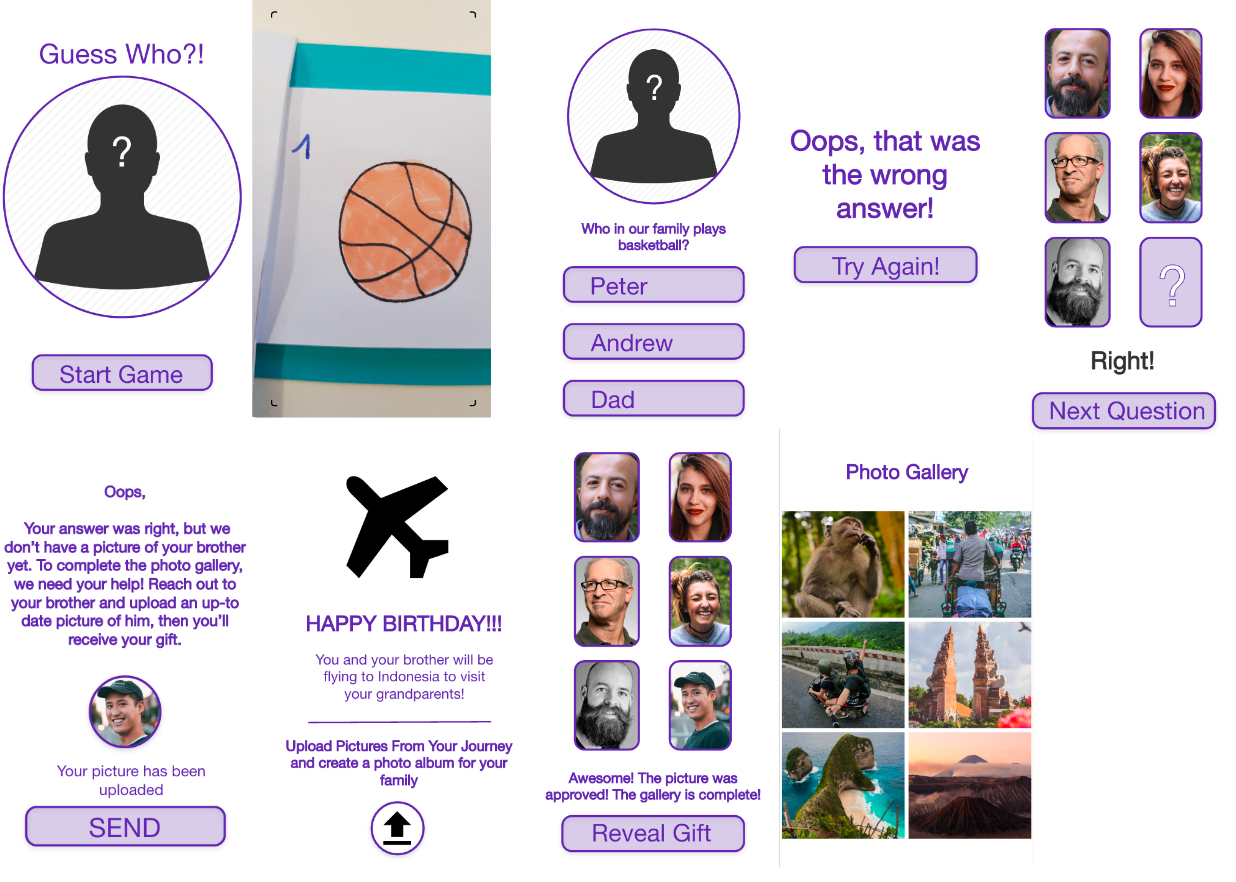 Guess Who?!
?
Start Game
1
?
Who in our family plays
basketball?
Peter
Andrew
Dad
Oops, that was
the wrong
answer!
Try Again!
?
Right!
Next Question
Oops,
Your answer was right, but we
don't have a picture of your brother
yet. To complete the photo gallery,
we need your help! Reach out to
your brother and upload an up-to
date picture of him, then you'll
receive your gift.
Your picture has been
uploaded
SEND
HAPPY BIRTHDAY!!!
You and your brother will be
flying to Indonesia to visit
your grandparents!
Upload Pictures From Your Journey
and create a photo album for your
family
Awesome! The picture was
approved! The gallery is complete!
Reveal Gift
Photo Gallery